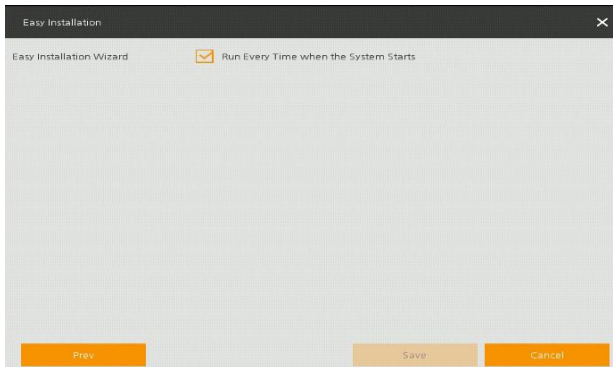 Easy Installation
Easy Installation Wizard Run Every Time when the System Starts
Prev Save Cancel